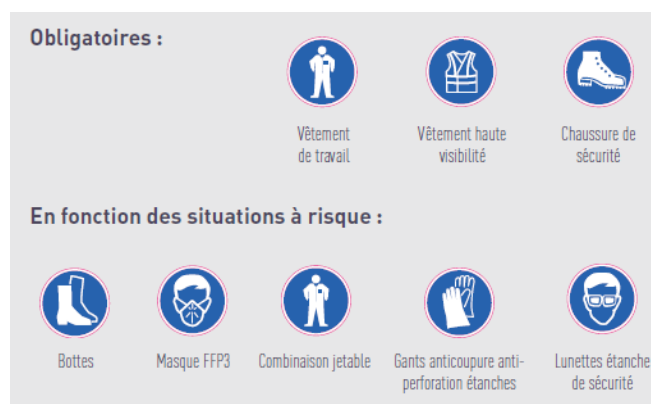 Obligatoires :
Vêtement
de travail
Vêtement haute
visibilité
Chaussure de
sécurité
En fonction des situations à risque :
Bottes
Masque FFP3
Combinaison jetable
Gants anticoupure anti-
perforation étanches
Lunettes étanche
de sécurité